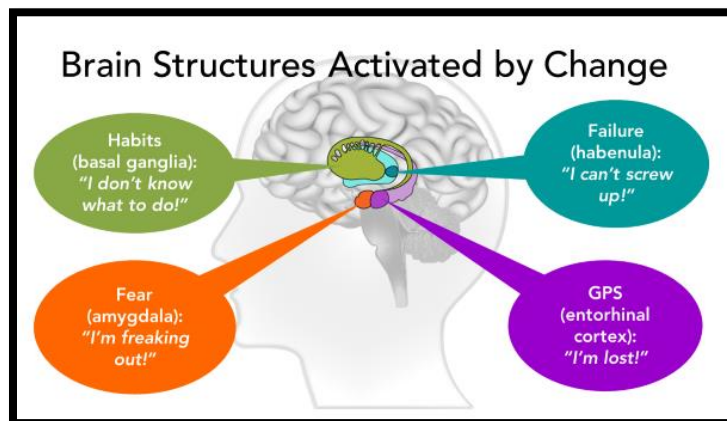 Brain Structures Activated by Change
Habits
(basal ganglia):
“I don’t know
what to do!”
Failure
(habenula):
“I can’t screw
up!”
Fear
(amygdala):
“I’m freaking
out!”
GPS
(entorhinal
cortex):
“I’m lost!”